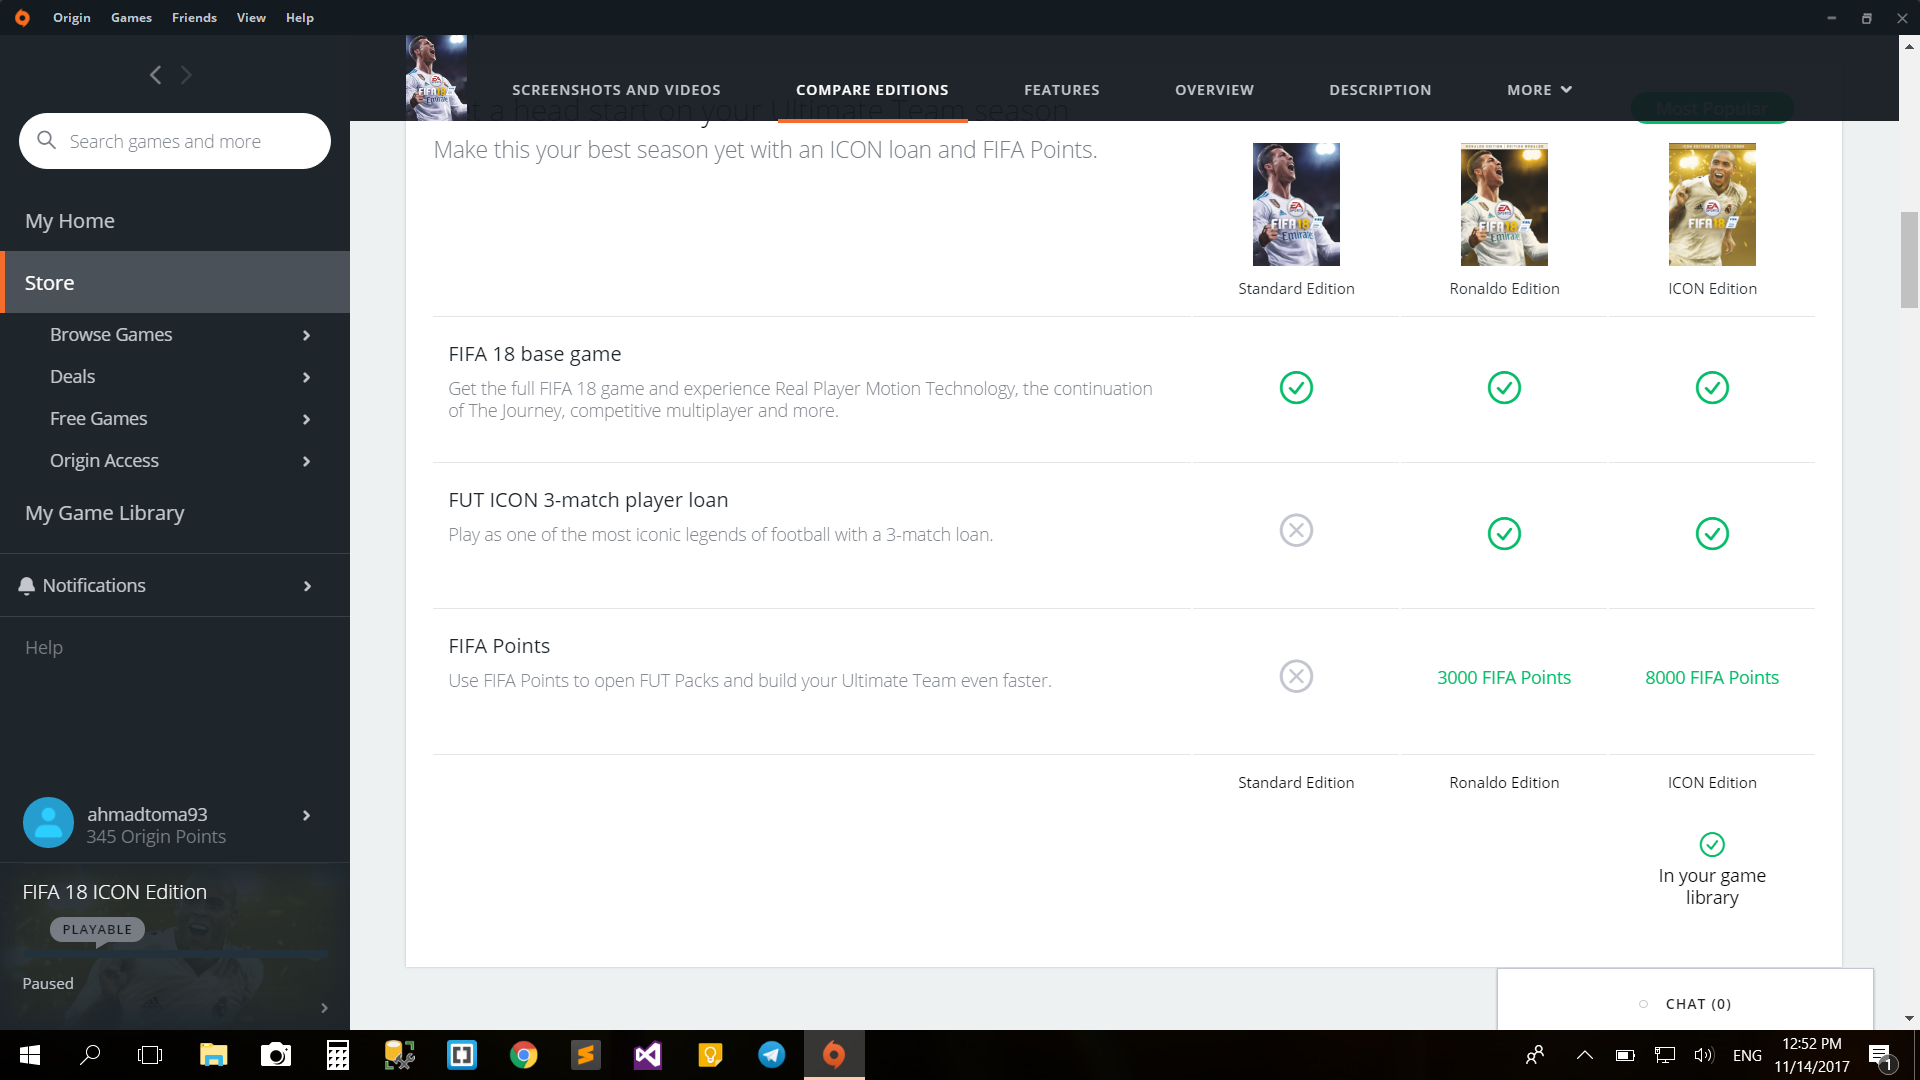 Origin Games Friends View Help
SCREENSHOTS AND VIDEOS COMPARE EDITIONS FEATURES OVERVIEW DESCRIPTION MORE
a head start on your Ultimate Team season
Most Popular
Make this your best season yet with an ICON loan and FIFA Points.
Search games and more
My Home
Store
Browse Games
Deals
Free Games
Origin Access
My Game Library
Notifications
Help
ahmadtoma93
345 Origin Points
FIFA 18 ICON Edition
PLAYABLE
Paused
EA SPORTS
FIFA 18
Fly Emirates
Standard Edition Ronaldo Edition ICON Edition
FIFA 18 base game
Get the full FIFA 18 game and experience Real Player Motion Technology, the continuation
of The Journey, competitive multiplayer and more.
FUT ICON 3-match player loan
Play as one of the most iconic legends of football with a 3-match loan.
FIFA Points
Use FIFA Points to open FUT Packs and build your Ultimate Team even faster.
3000 FIFA Points 8000 FIFA Points
Standard Edition Ronaldo Edition ICON Edition
In your game
library
CHAT (0)
ENG
12:52 PM
11/14/2017
1